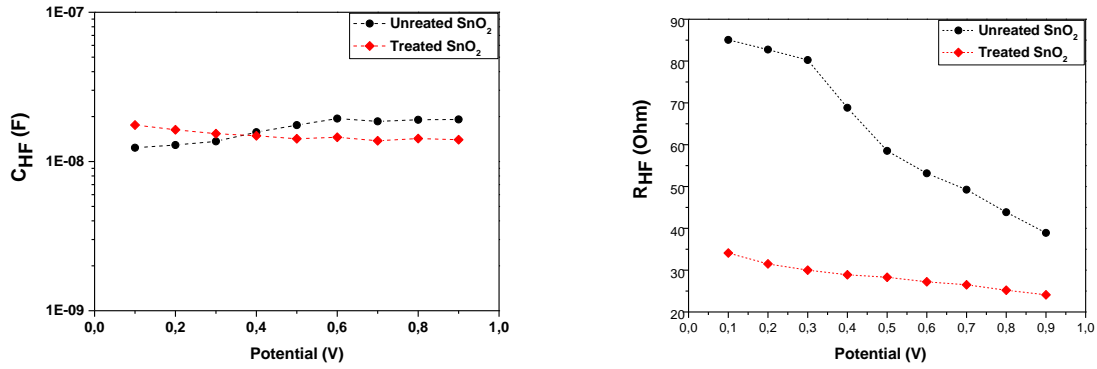 1E-07
1E-08
1E-09
C_HF (F)
Unreated SnO₂
Treated SnO₂
0,0 0,2 0,4 0,6 0,8 1,0
Potential (V)
90
80
70
60
50
40
30
20
R_HF (Ohm)
Unreated SnO₂
Treated SnO₂
0,0 0,1 0,2 0,3 0,4 0,5 0,6 0,7 0,8 0,9 1,0
Potential (V)